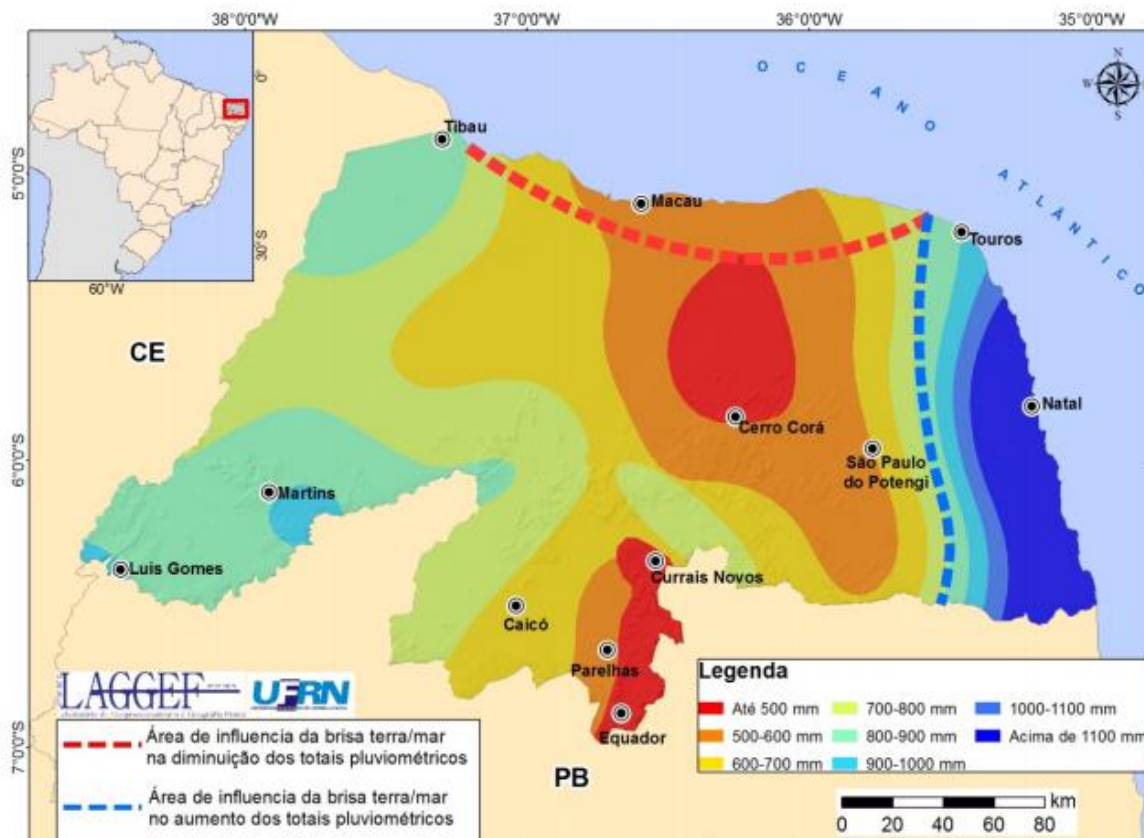 38°0'0"W
37°0'0"W
36°0'0"W
35°0'0"W
0°
30°S
60°W
5°0'0"S
6°0'0"S
7°0'0"S
OCEANO
ATLÂNTICO
N
W
E
S
Tibau
Macau
Touros
CE
Natal
Cerro Corá
São Paulo
do Potengi
Martins
Luis Gomes
Currais Novos
Caicó
Parelhas
Equador
PB
LAGGEF
UFRN
Área de influencia da brisa terra/mar
na diminuição dos totais pluviométricos
Área de influencia da brisa terra/mar
no aumento dos totais pluviométricos
Legenda
Até 500 mm
700-800 mm
1000-1100 mm
500-600 mm
800-900 mm
Acima de 1100 mm
600-700 mm
900-1000 mm
km
0 20 40 60 80